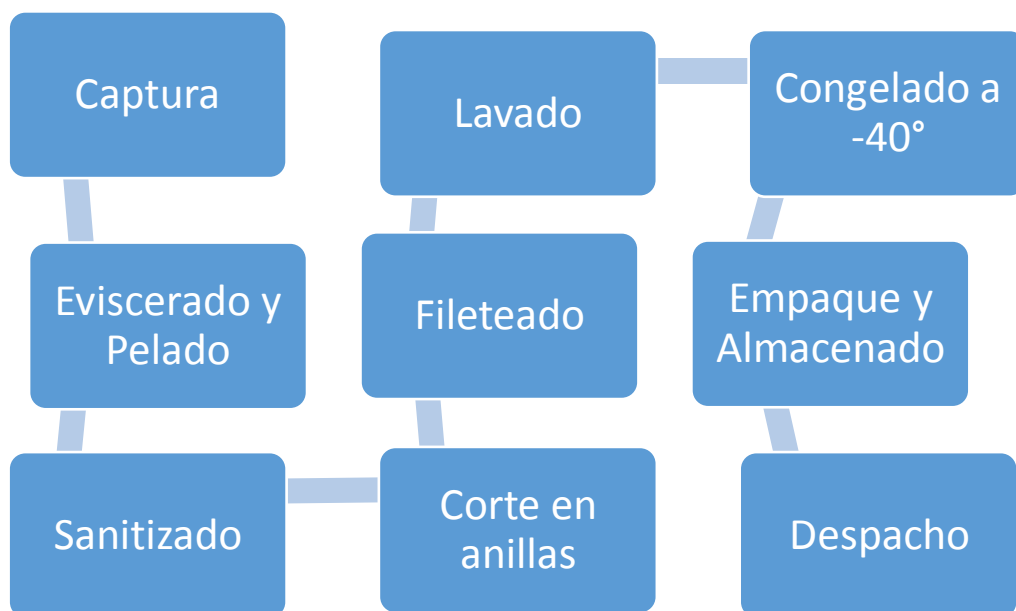 Captura
Eviscerado y
Pelado
Sanitizado
Corte en
anillas
Fileteado
Lavado
Congelado a
-40°
Empaque y
Almacenado
Despacho